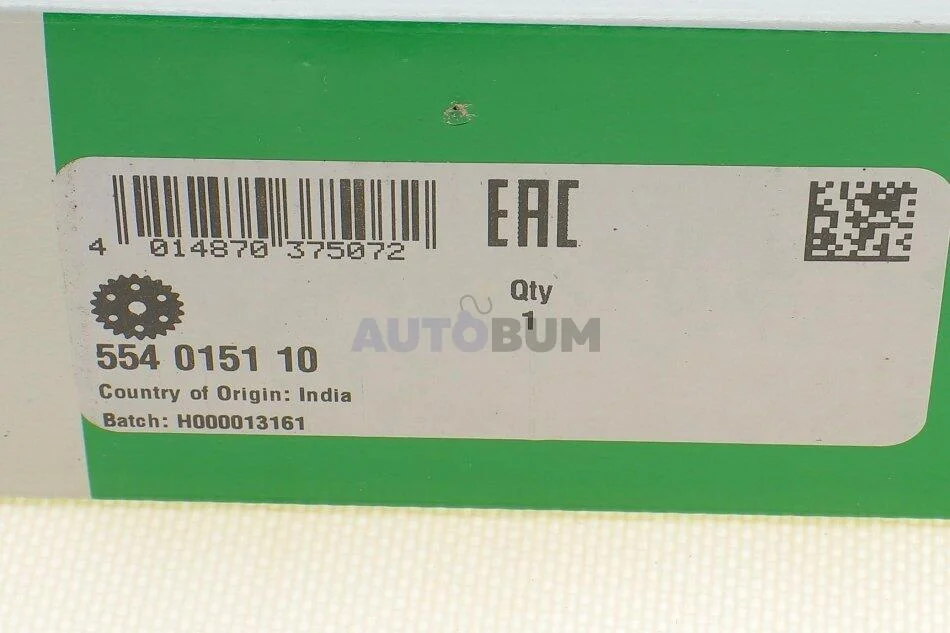 4 014870 375072
EAC
Qty
1
AUTOBUM
554 0151 10
Country of Origin: India
Batch: H000013161